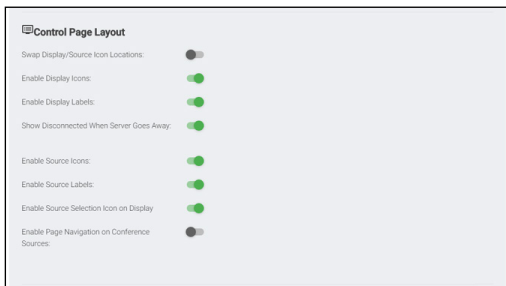 Control Page Layout
Swap Display/Source Icon Locations:
Enable Display Icons:
Enable Display Labels:
Show Disconnected When Server Goes Away:
Enable Source Icons:
Enable Source Labels:
Enable Source Selection Icon on Display
Enable Page Navigation on Conference
Sources: